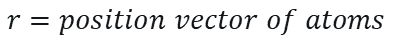 r = position vector of atoms